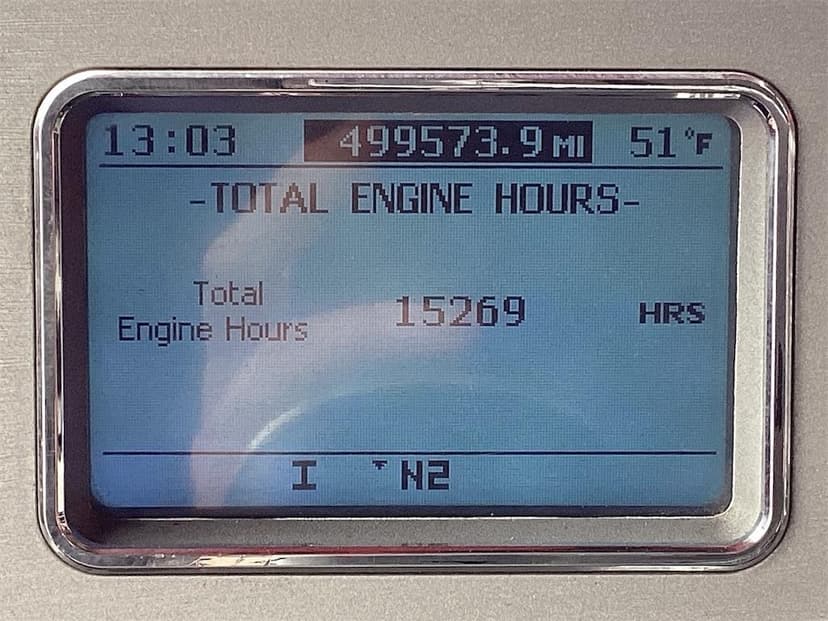 13:03 499573.9 MI 51°F
-TOTAL ENGINE HOURS-
Total
Engine Hours 15269 HRS
I N2